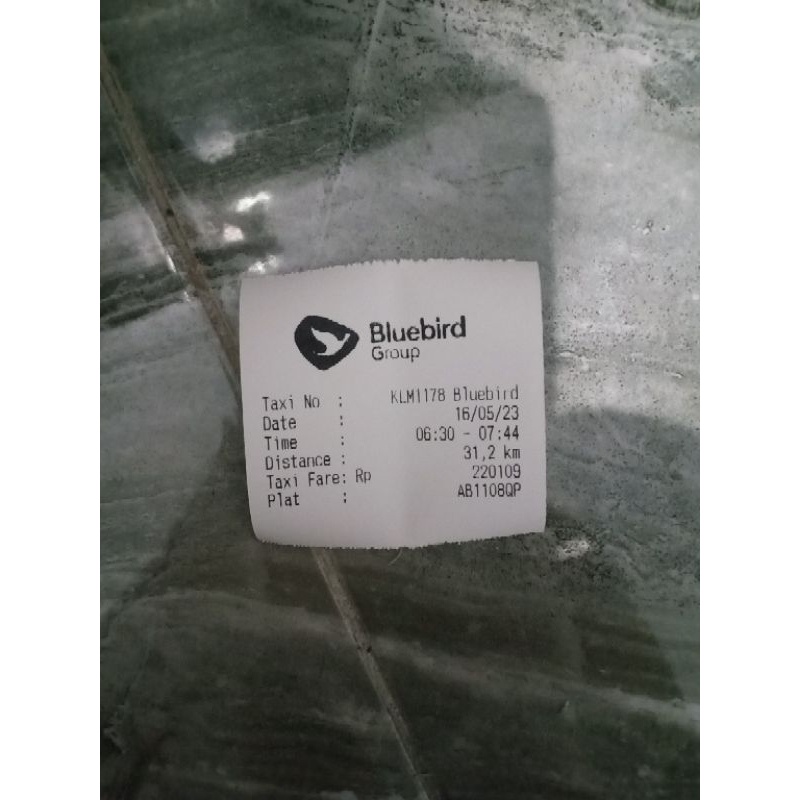 Bluebird
Group
Taxi No : KLM1178 Bluebird
Date : 16/05/23
Time : 06:30 - 07:44
Distance : 31,2 km
Taxi Fare: Rp 220109
Plat : AB1108QP